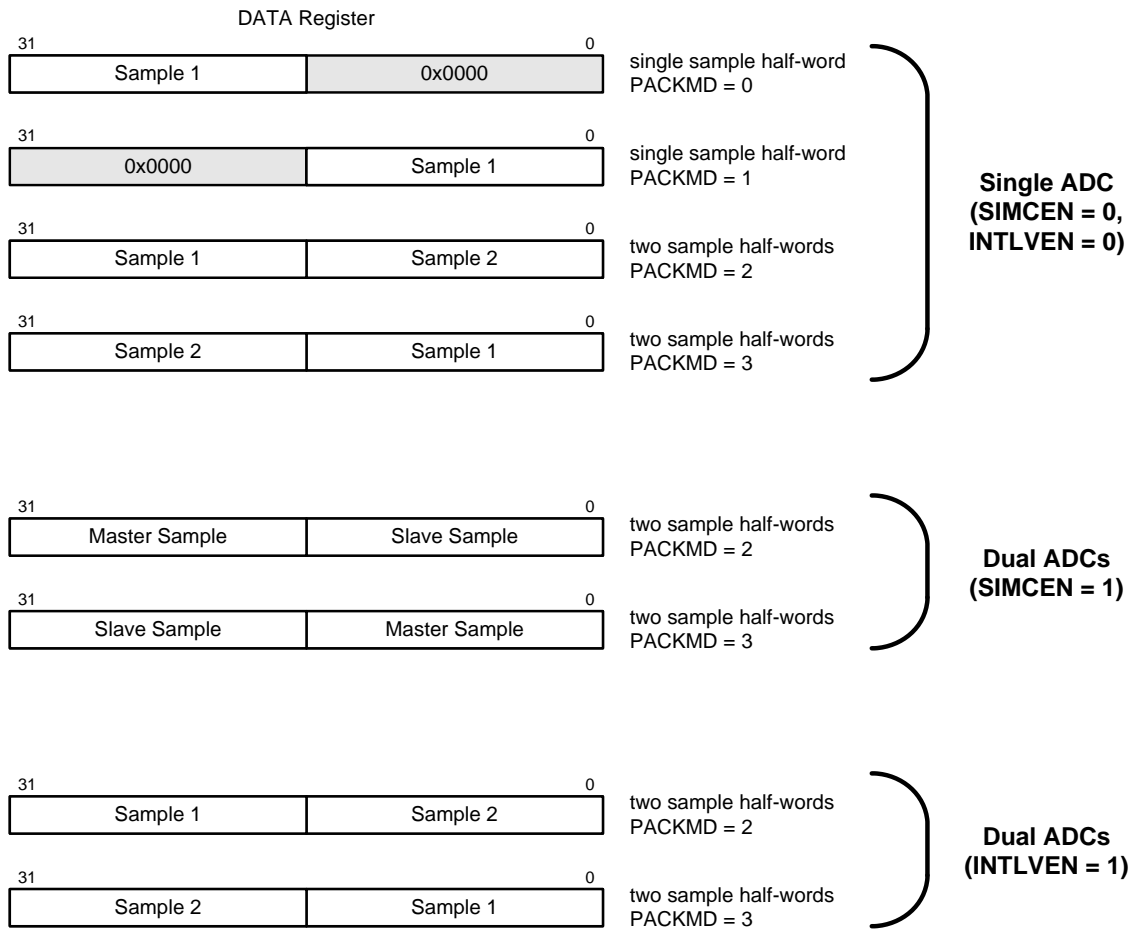 DATA Register
31 0
Sample 1 0x0000
single sample half-word
PACKMD = 0
31 0
0x0000 Sample 1
single sample half-word
PACKMD = 1
31 0
Sample 1 Sample 2
two sample half-words
PACKMD = 2
31 0
Sample 2 Sample 1
two sample half-words
PACKMD = 3
Single ADC
(SIMCEN = 0,
INTLVEN = 0)
31 0
Master Sample Slave Sample
two sample half-words
PACKMD = 2
31 0
Slave Sample Master Sample
two sample half-words
PACKMD = 3
Dual ADCs
(SIMCEN = 1)
31 0
Sample 1 Sample 2
two sample half-words
PACKMD = 2
31 0
Sample 2 Sample 1
two sample half-words
PACKMD = 3
Dual ADCs
(INTLVEN = 1)